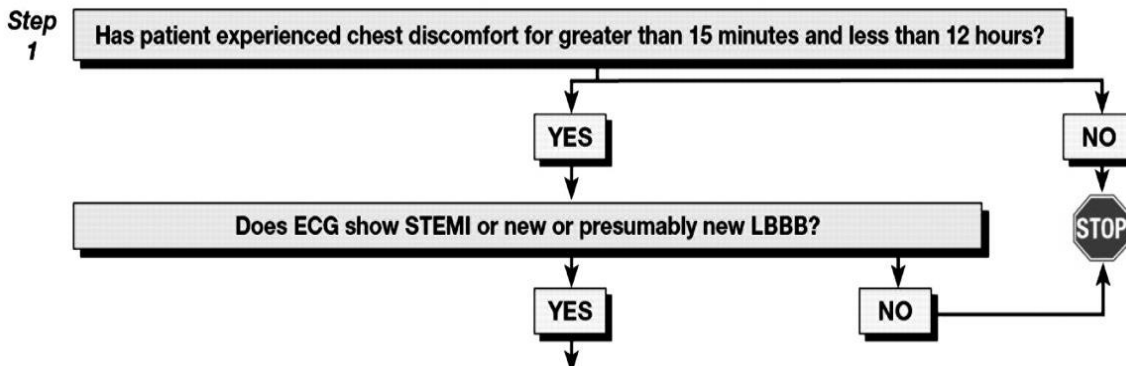 Step
1
Has patient experienced chest discomfort for greater than 15 minutes and less than 12 hours?
YES
NO
Does ECG show STEMI or new or presumably new LBBB?
STOP
YES
NO